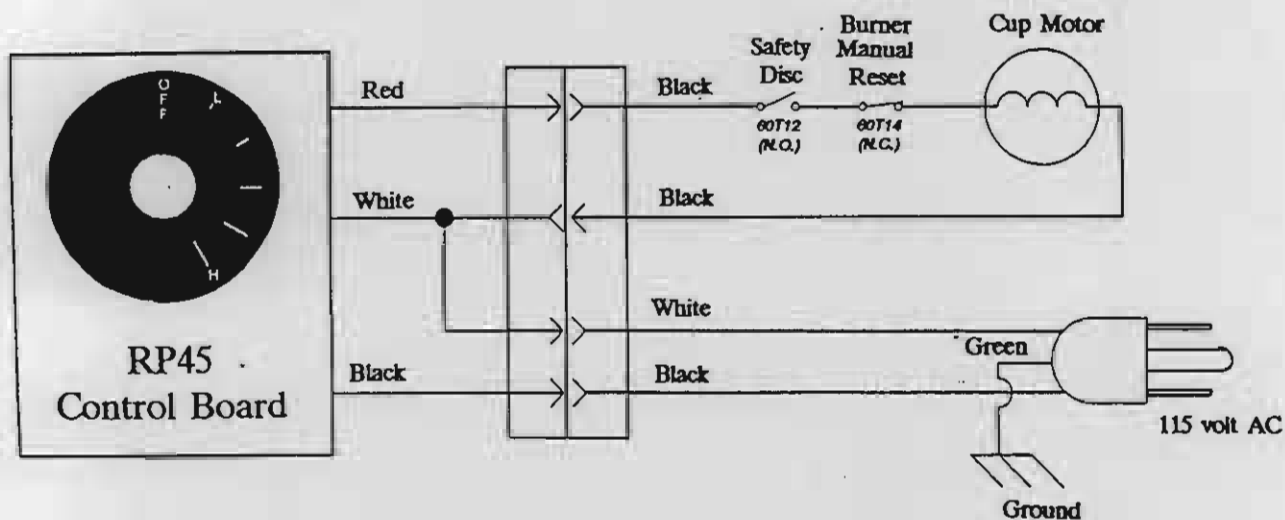 OFF
L
H
RP45
Control Board
Red
White
Black
Black
Safety
Disc
60T12
(N.O.)
Burner
Manual
Reset
60T14
(N.C.)
Cup Motor
Black
White
Black
Green
115 volt AC
Ground